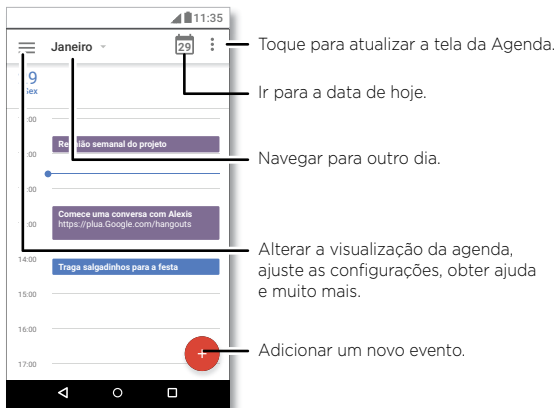 11:35
Janeiro
29
9
Sex
:00
Reunião semanal do projeto
:00
:00
Comece uma conversa com Alexis
https://plua.Google.com/hangouts
:00
14:00
Traga salgadinhos para a festa
15:00
16:00
17:00
+
Toque para atualizar a tela da Agenda.
Ir para a data de hoje.
Navegar para outro dia.
Alterar a visualização da agenda,
ajuste as configurações, obter ajuda
e muito mais.
Adicionar um novo evento.